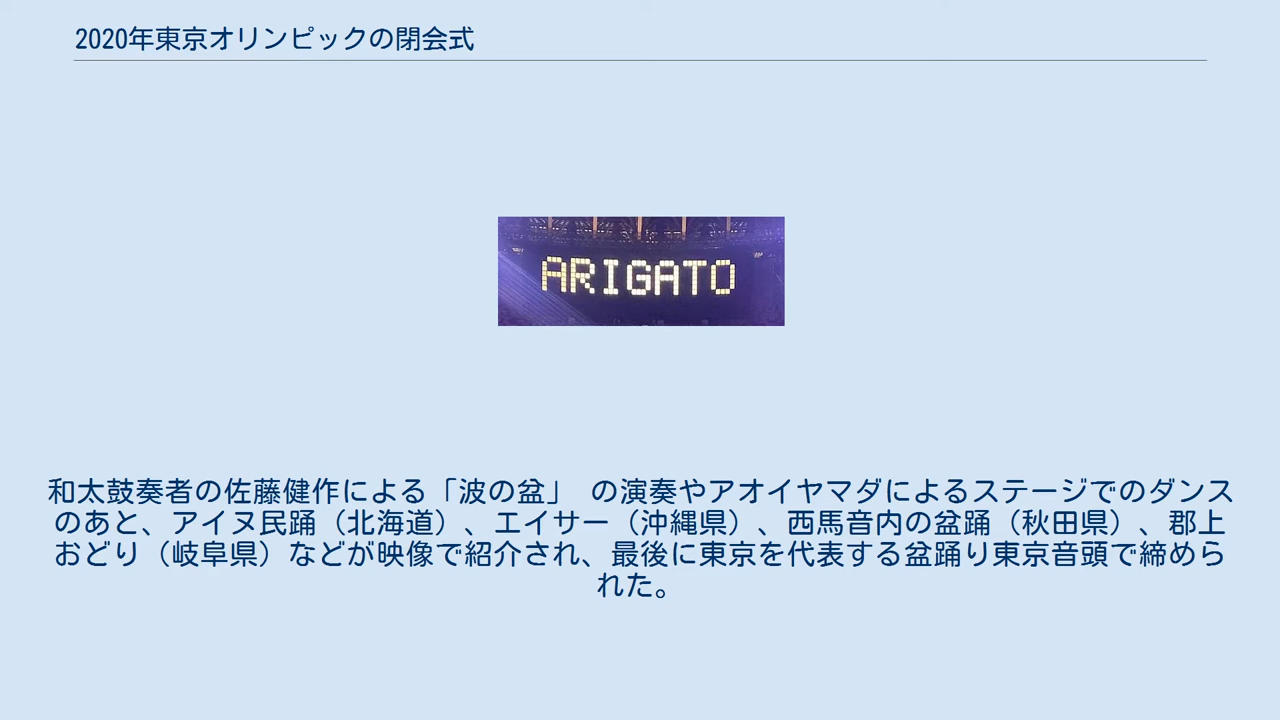 2020年東京オリンピックの閉会式
ARIGATO
和太鼓奏者の佐藤健作による「波の盆」 の演奏やアオイヤマダによるステージでのダンス
のあと、アイヌ民踊（北海道）、エイサー（沖縄県）、西馬音内の盆踊（秋田県）、郡上
おどり（岐阜県）などが映像で紹介され、最後に東京を代表する盆踊り東京音頭で締めら
れた。